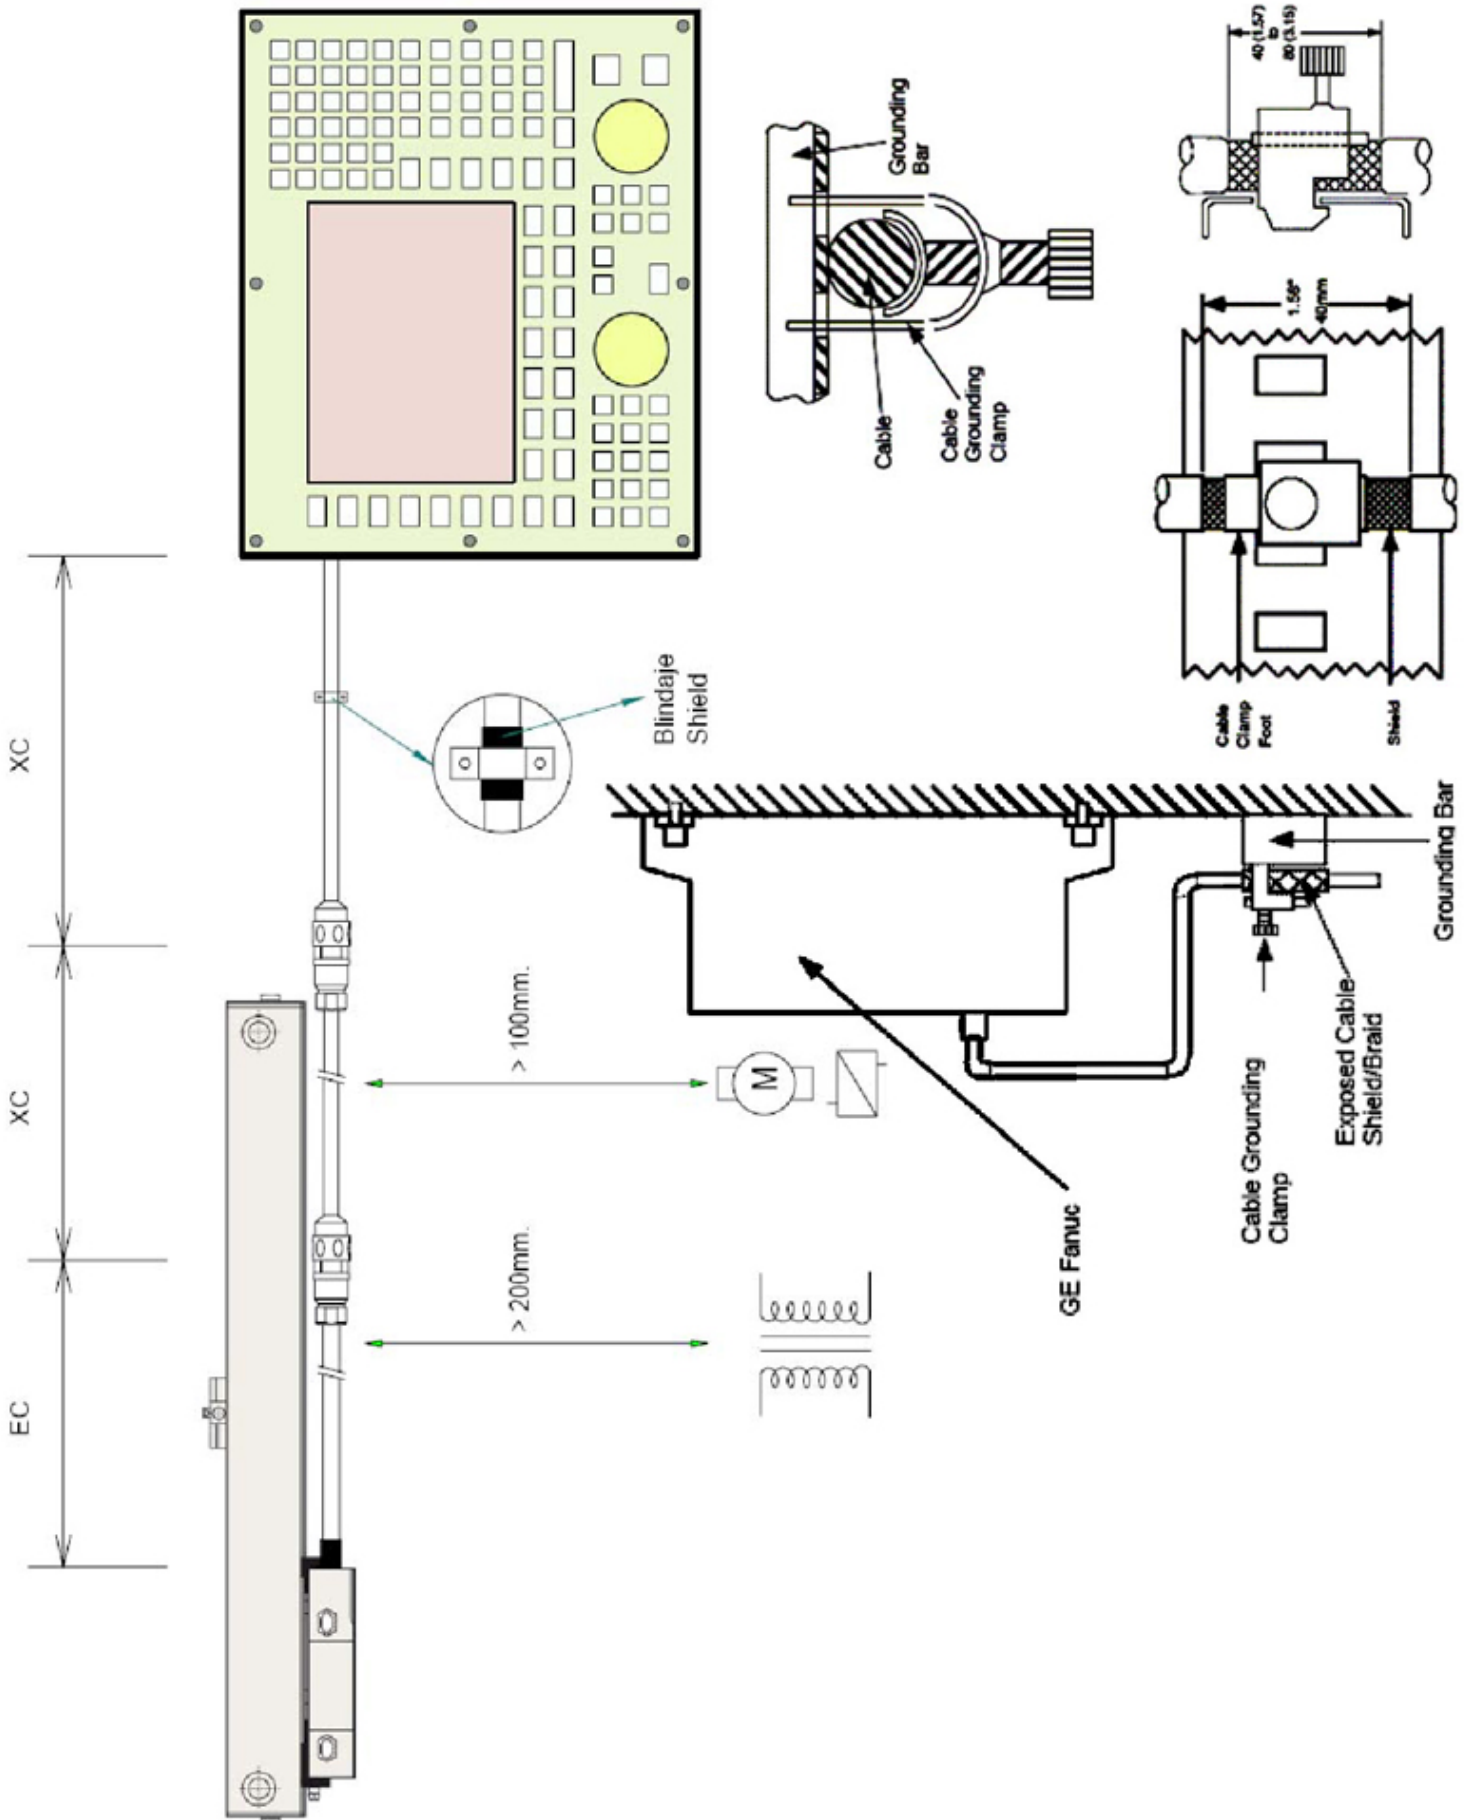 EC
XC
XC
> 200mm.
> 100mm.
Blindaje
Shield
GE Fanuc
Cable Grounding
Clamp
Exposed Cable
Shield/Braid
Grounding Bar
Cable
Cable
Grounding
Clamp
Grounding
Bar
Cable
Clamp
Foot
Shield
1.56"
40mm
40 (1.57)
to
80 (3.15)
M